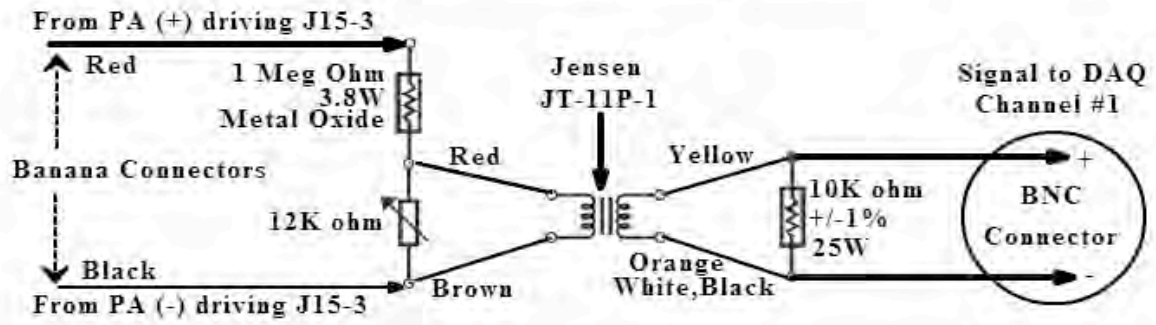 From PA (+) driving J15-3
Red
1 Meg Ohm
3.8W
Metal Oxide
Jensen
JT-11P-1
Signal to DAQ
Channel #1
Banana Connectors
Red
Yellow
+
12K ohm
10K ohm
+/-1%
25W
BNC
Connector
Black
Brown
Orange
White,Black
-
From PA (-) driving J15-3